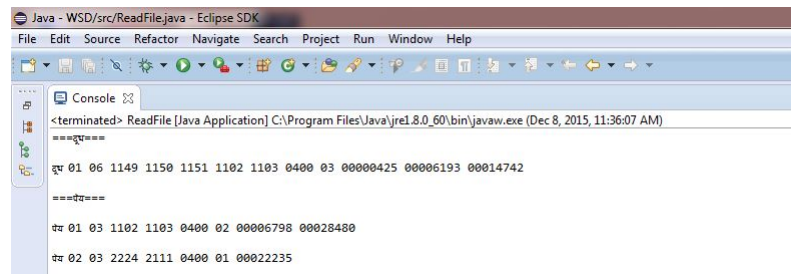 Java - WSD/src/ReadFile.java - Eclipse SDK
File Edit Source Refactor Navigate Search Project Run Window Help
Console
<terminated> ReadFile [Java Application] C:\Program Files\Java\jre1.8.0_60\bin\javaw.exe (Dec 8, 2015, 11:36:07 AM)
===दूध===
दूध 01 06 1149 1150 1151 1102 1103 0400 03 00000425 00006193 00014742
===पेय===
पेय 01 03 1102 1103 0400 02 00006798 00028480
पेय 02 03 2224 2111 0400 01 00022235